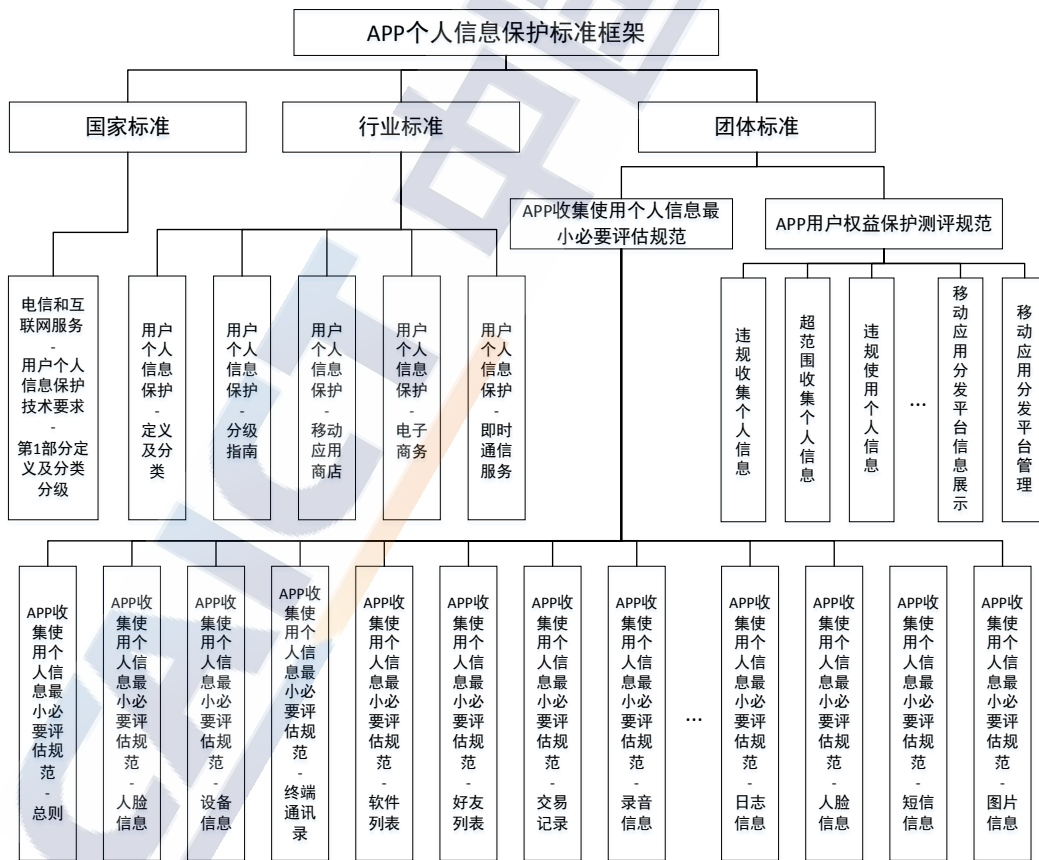 APP个人信息保护标准框架
国家标准
行业标准
团体标准
APP收集使用个人信息最
小必要评估规范
APP用户权益保护测评规范
电信和互
联网服务
-
用户个人
信息保护
技术要求
-
第1部分定
义及分类
分级
用户
个人
信息
保护
-
定义
及分
类
用户
个人
信息
保护
-
分级
指南
用户
个人
信息
保护
-
移动
应用
商店
用户
个人
信息
保护
-
电子
商务
用户
个人
信息
保护
-
即时
通信
服务
违规收集个人信息
超范围收集个人信息
违规使用个人信息
...
移动应用分发平台信息展示
移动应用分发平台管理
APP收
集使
用个
人信
息最
小必
要评
估规
范
-
总则
APP收
集使
用个
人信
息最
小必
要评
估规
范
-
人脸
信息
APP收
集使
用个
人信
息最
小必
要评
估规
范
-
设备
信息
APP收
集使
用个
人信
息最
小必
要评
估规
范
-
终端
通讯
录
APP收
集使
用个
人信
息最
小必
要评
估规
范
-
软件
列表
APP收
集使
用个
人信
息最
小必
要评
估规
范
-
好友
列表
APP收
集使
用个
人信
息最
小必
要评
估规
范
-
交易
记录
APP收
集使
用个
人信
息最
小必
要评
估规
范
-
录音
信息
...
APP收
集使
用个
人信
息最
小必
要评
估规
范
-
日志
信息
APP收
集使
用个
人信
息最
小必
要评
估规
范
-
人脸
信息
APP收
集使
用个
人信
息最
小必
要评
估规
范
-
短信
信息
APP收
集使
用个
人信
息最
小必
要评
估规
范
-
图片
信息
CAICT 中